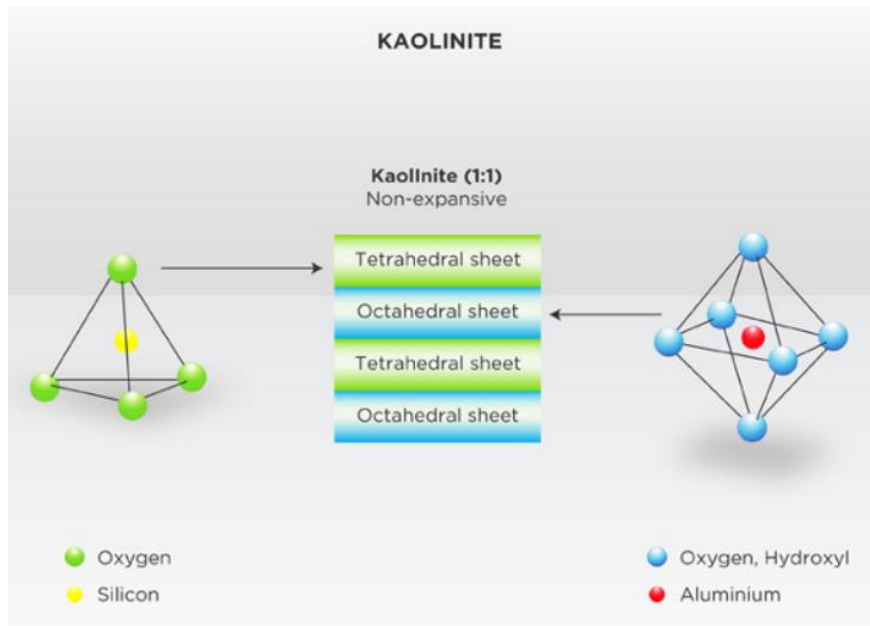 KAOLINITE
KaolInite (1:1)
Non-expansive
Tetrahedral sheet
Octahedral sheet
Tetrahedral sheet
Octahedral sheet
Oxygen
Silicon
Oxygen, Hydroxyl
Aluminium